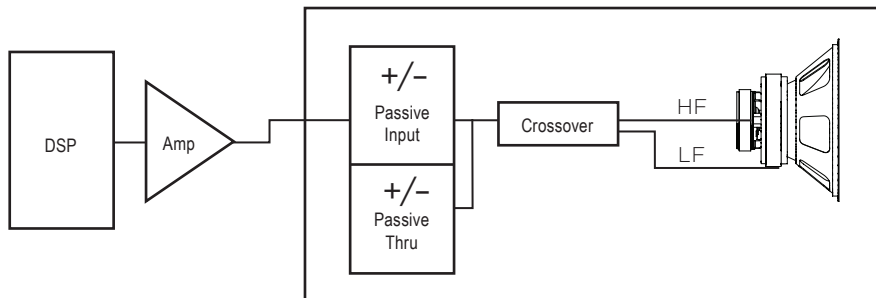 DSP
Amp
+/−
Passive
Input
+/−
Passive
Thru
Crossover
HF
LF